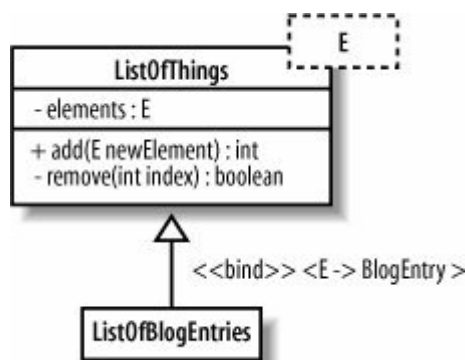 E
ListOfThings
- elements : E
+ add(E newElement) : int
- remove(int index) : boolean
<<bind>> <E -> BlogEntry >
ListOfBlogEntries